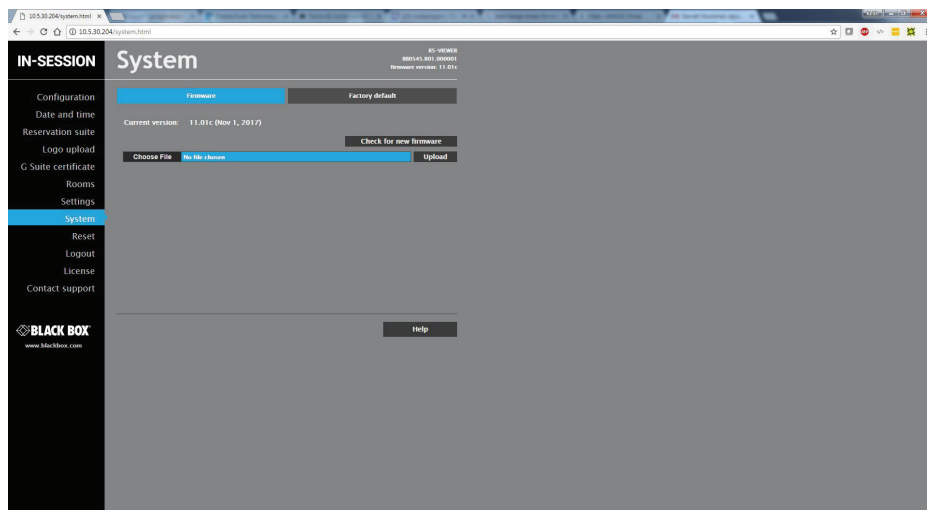 10.5.30.204/system.html
10.5.30.204/system.html
IN-SESSION
System
RS-VIEWER
BB0545.R01.000001
firmware version: 11.01c
Configuration
Date and time
Reservation suite
Logo upload
G Suite certificate
Rooms
Settings
System
Reset
Logout
License
Contact support
Firmware
Factory default
Current version: 11.01c (Nov 1, 2017)
Check for new firmware
Choose File No file chosen Upload
Help
BLACK BOX
www.blackbox.com